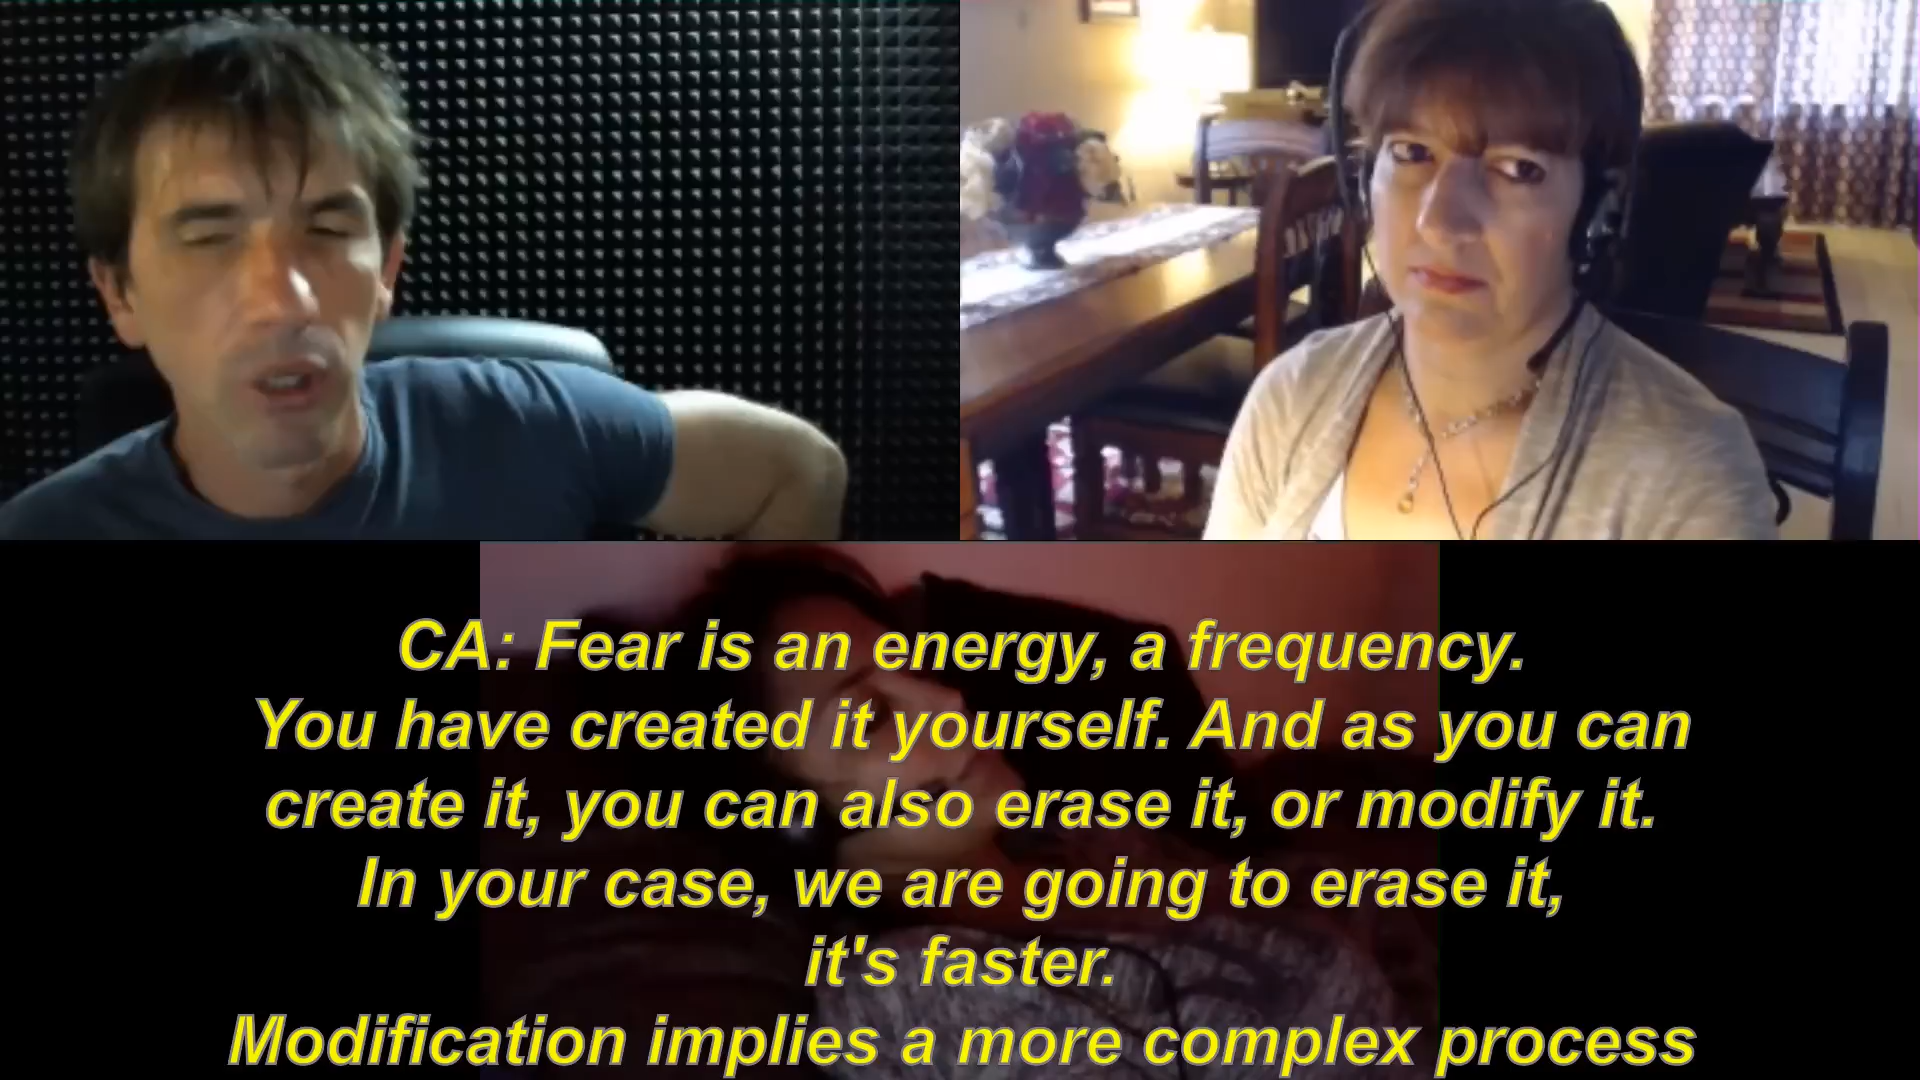 CA: Fear is an energy, a frequency.
You have created it yourself. And as you can
create it, you can also erase it, or modify it.
In your case, we are going to erase it,
it's faster.
Modification implies a more complex process